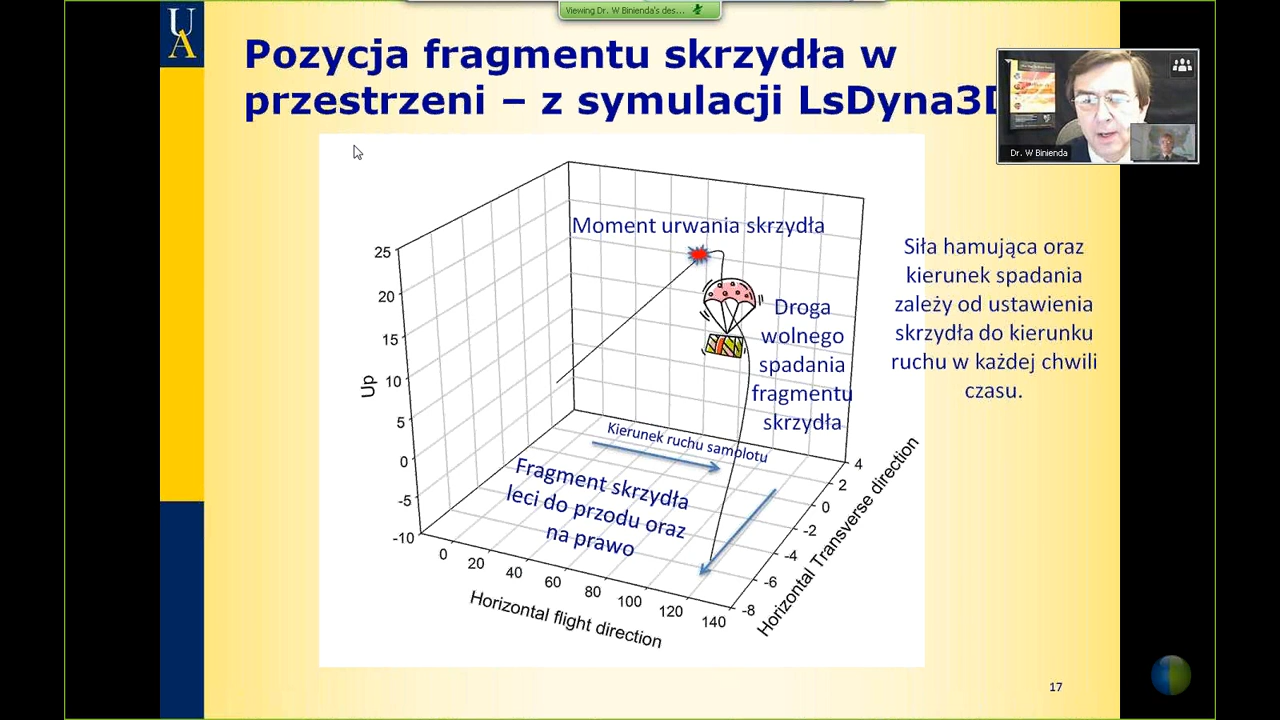 Viewing Dr. W Binienda's des...
UA
Pozycja fragmentu skrzydła w
przestrzeni – z symulacji LsDyna3D
Dr. W Binienda
Moment urwania skrzydła
Droga
wolnego
spadania
fragmentu
skrzydła
Siła hamująca oraz
kierunek spadania
zależy od ustawienia
skrzydła do kierunku
ruchu w każdej chwili
czasu.
Kierunek ruchu samolotu
Fragment skrzydła
leci do przodu oraz
na prawo
Up
25
20
15
10
5
0
-5
-10
0
20
40
60
80
100
120
140
Horizontal flight direction
4
2
0
-2
-4
-6
-8
Horizontal Transverse direction
17